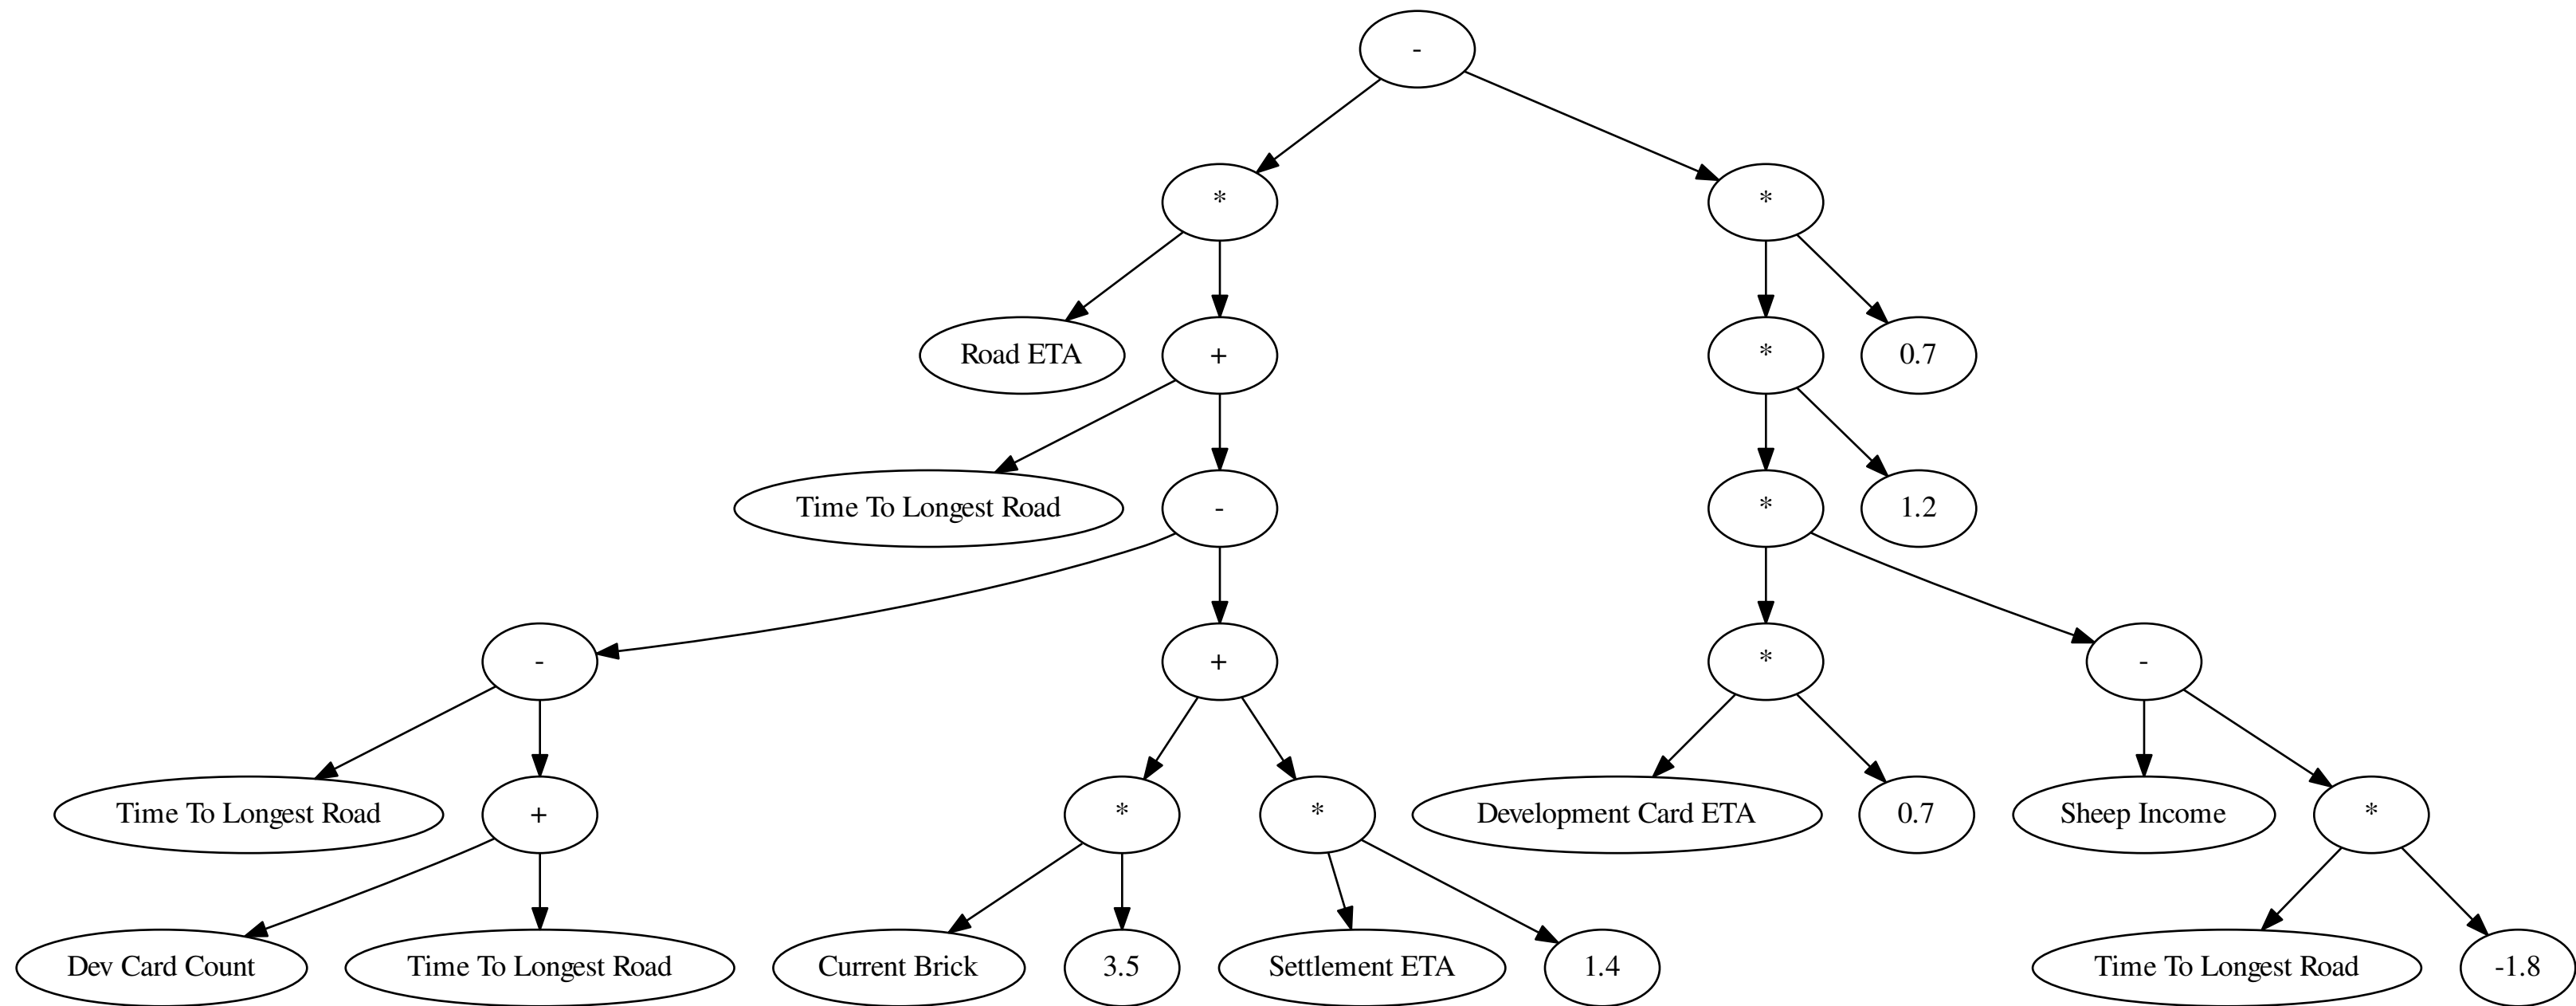 -
*
*
Road ETA
+
*
0.7
Time To Longest Road
-
*
1.2
-
+
*
-
Time To Longest Road
+
*
*
Development Card ETA
0.7
Sheep Income
*
Dev Card Count
Time To Longest Road
Current Brick
3.5
Settlement ETA
1.4
Time To Longest Road
-1.8